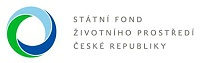 STÁTNÍ FOND
ŽIVOTNÍHO PROSTŘEDÍ
ČESKÉ REPUBLIKY